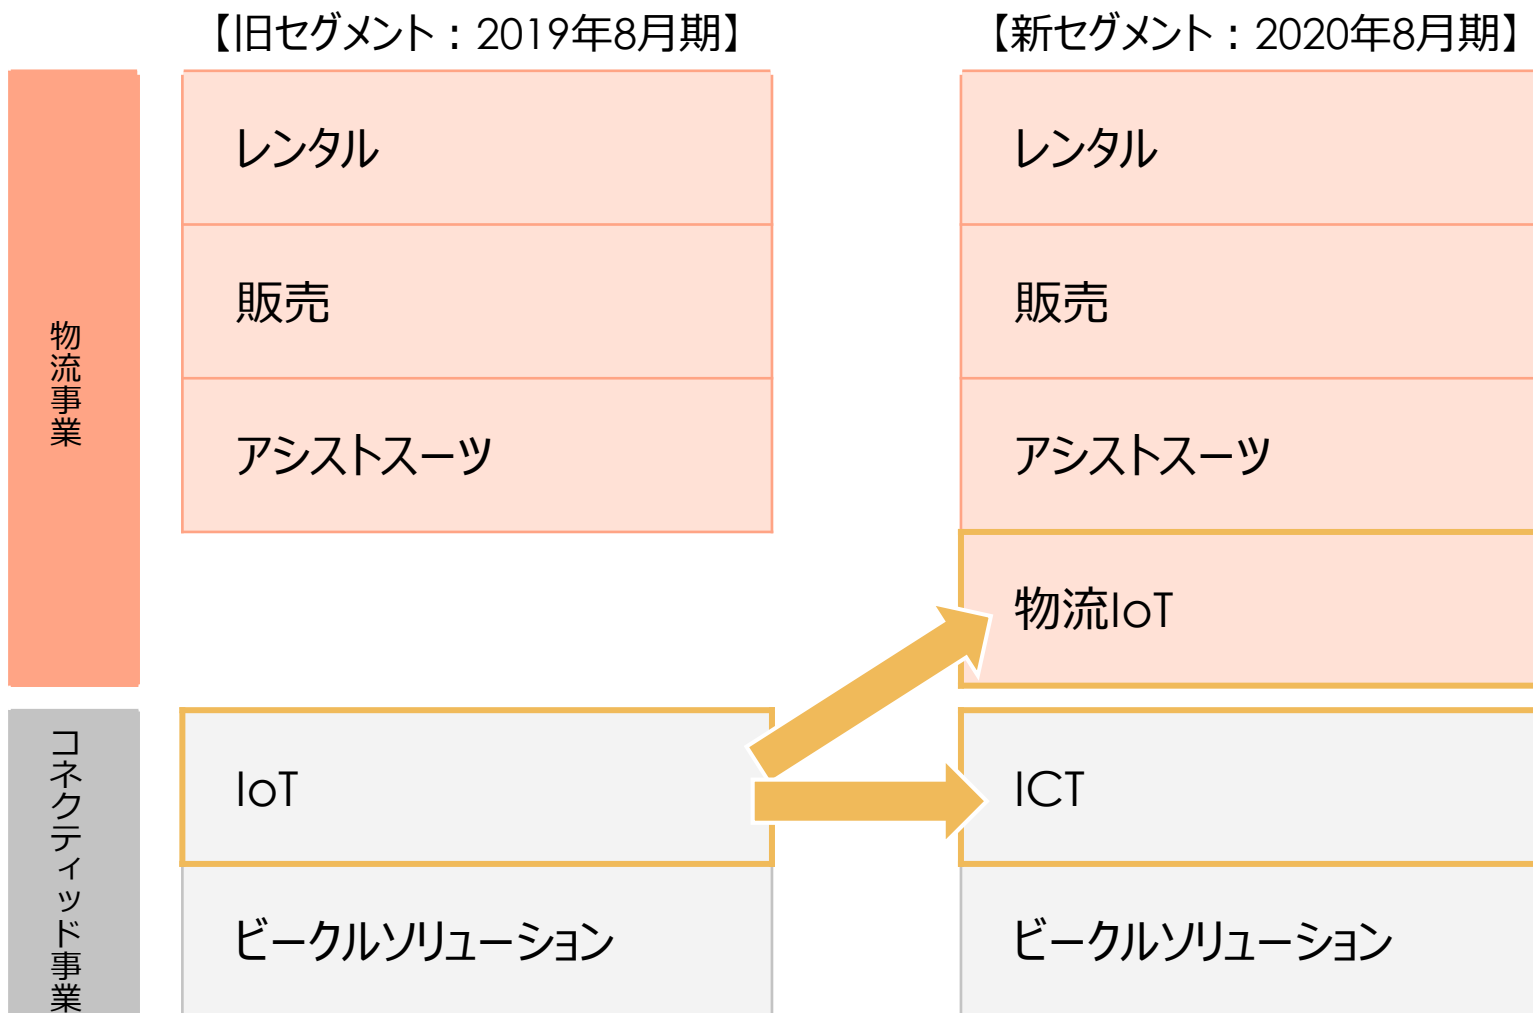 【旧セグメント：2019年8月期】
【新セグメント：2020年8月期】
物流事業
レンタル
レンタル
販売
販売
アシストスーツ
アシストスーツ
物流IoT
コネクティッド事業
IoT
ICT
ビークルソリューション
ビークルソリューション